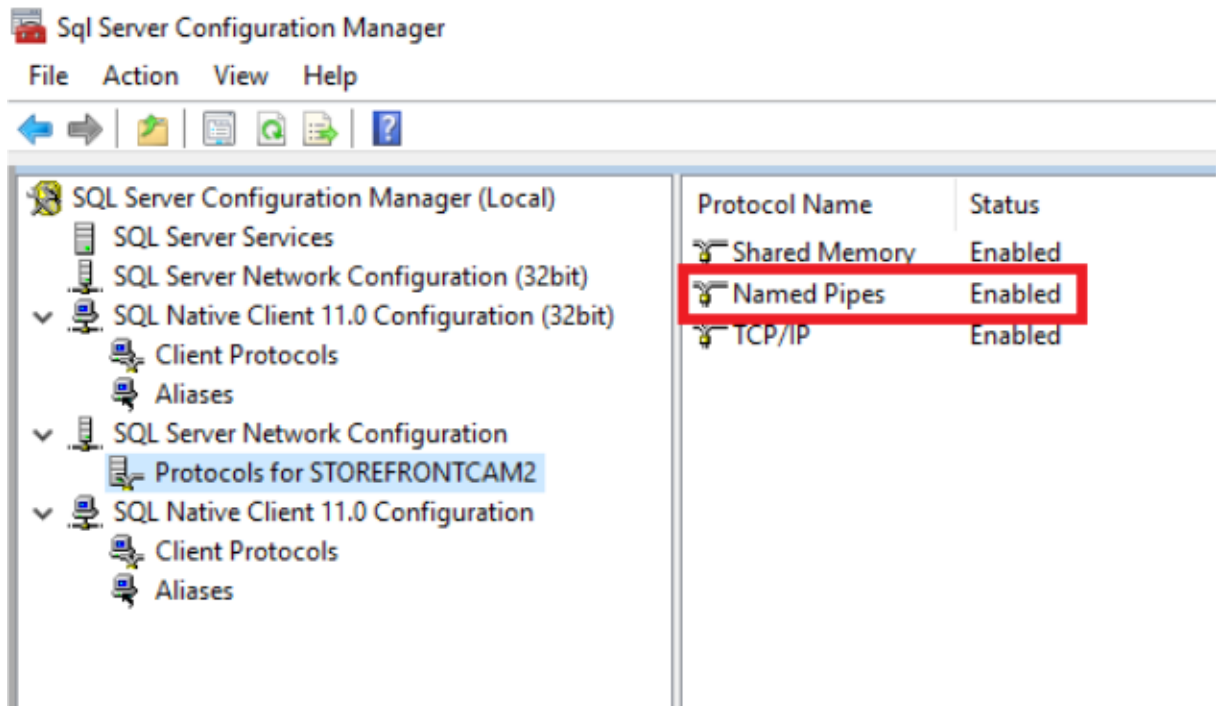 Sql Server Configuration Manager
File Action View Help
SQL Server Configuration Manager (Local)
SQL Server Services
SQL Server Network Configuration (32bit)
SQL Native Client 11.0 Configuration (32bit)
Client Protocols
Aliases
SQL Server Network Configuration
Protocols for STOREFRONTCAM2
SQL Native Client 11.0 Configuration
Client Protocols
Aliases
Protocol Name Status
Shared Memory Enabled
Named Pipes Enabled
TCP/IP Enabled